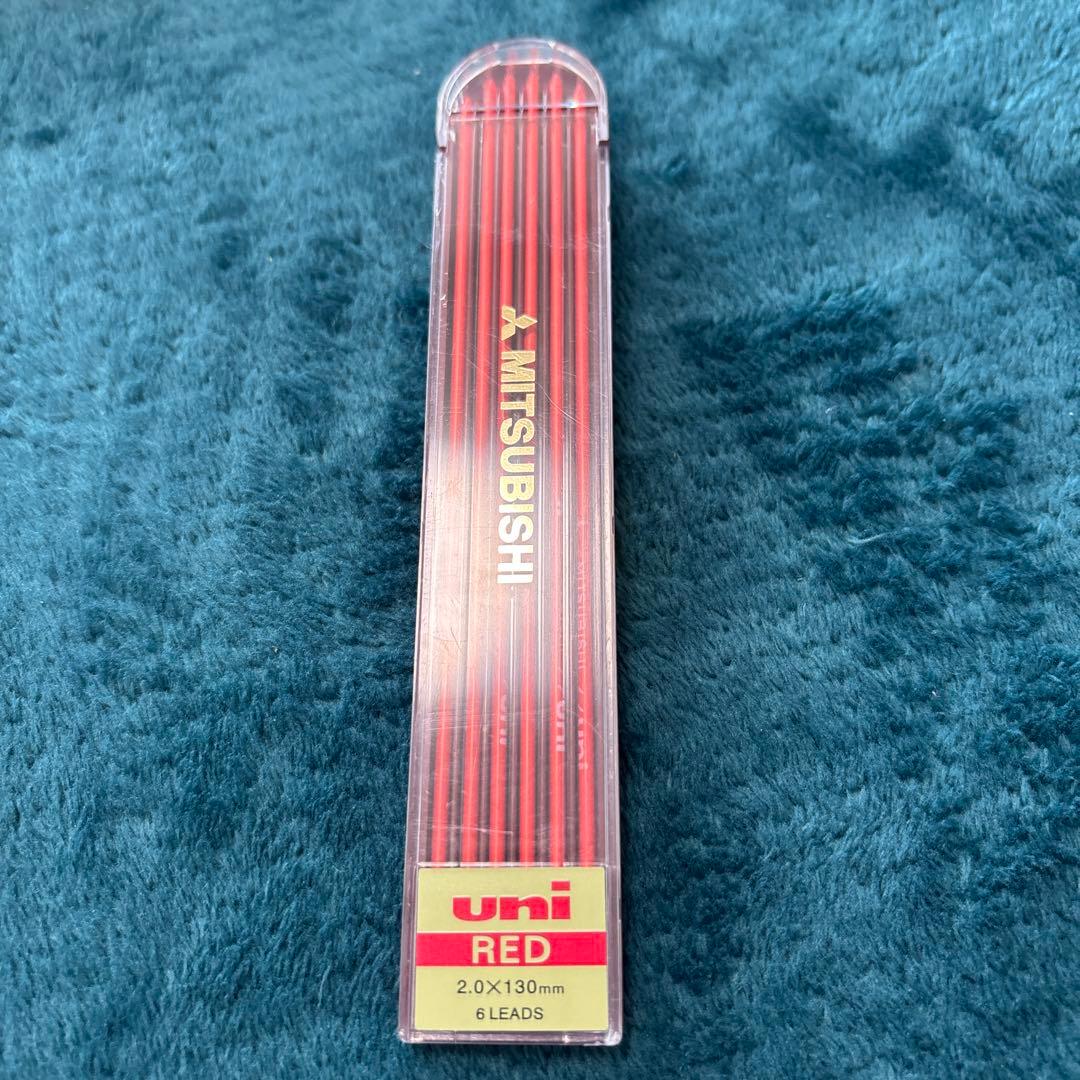 MITSUBISHI
uni
RED
2.0×130mm
6 LEADS